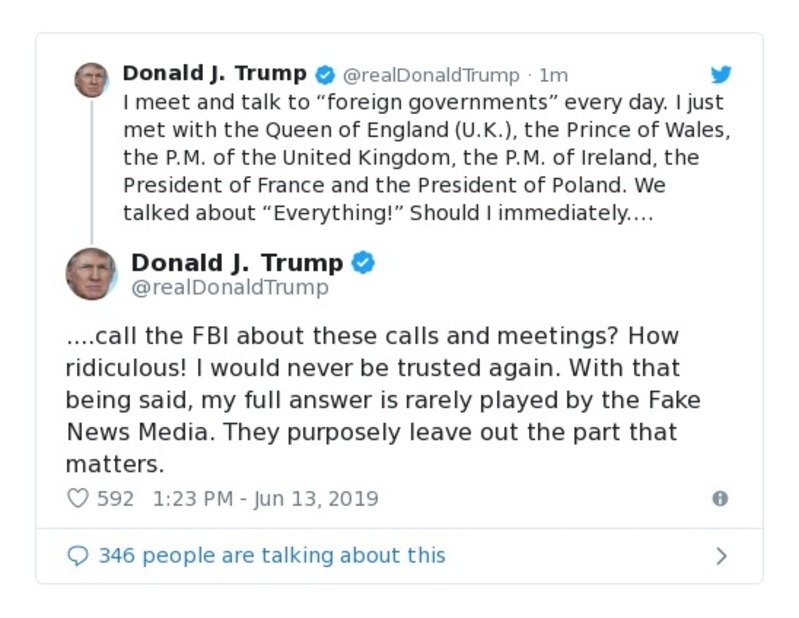 Donald J. Trump @realDonaldTrump · 1m
I meet and talk to “foreign governments” every day. I just
met with the Queen of England (U.K.), the Prince of Wales,
the P.M. of the United Kingdom, the P.M. of Ireland, the
President of France and the President of Poland. We
talked about “Everything!” Should I immediately....
Donald J. Trump
@realDonaldTrump
....call the FBI about these calls and meetings? How
ridiculous! I would never be trusted again. With that
being said, my full answer is rarely played by the Fake
News Media. They purposely leave out the part that
matters.
592 1:23 PM - Jun 13, 2019
346 people are talking about this